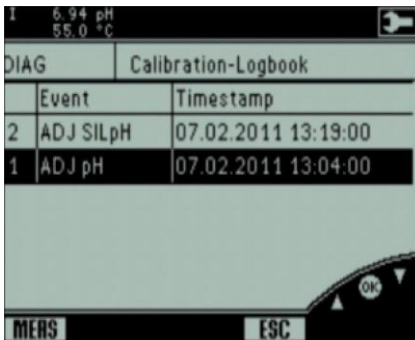 I 6.94 pH
55.0 °C
DIAG Calibration-Logbook
Event Timestamp
2 ADJ SILpH 07.02.2011 13:19:00
1 ADJ pH 07.02.2011 13:04:00
OK
MEAS ESC